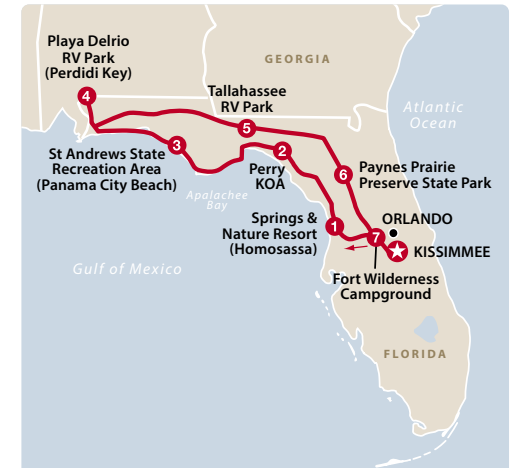 Playa Delrio
RV Park
(Perdidi Key)
GEORGIA
4
Tallahassee
RV Park
Atlantic
Ocean
5
3
2
St Andrews State
Recreation Area
(Panama City Beach)
Perry
KOA
6
Paynes Prairie
Preserve State Park
Apalachee
Bay
Springs &
Nature Resort
(Homosassa)
1
ORLANDO
7
KISSIMMEE
Gulf of Mexico
Fort Wilderness
Campground
FLORIDA